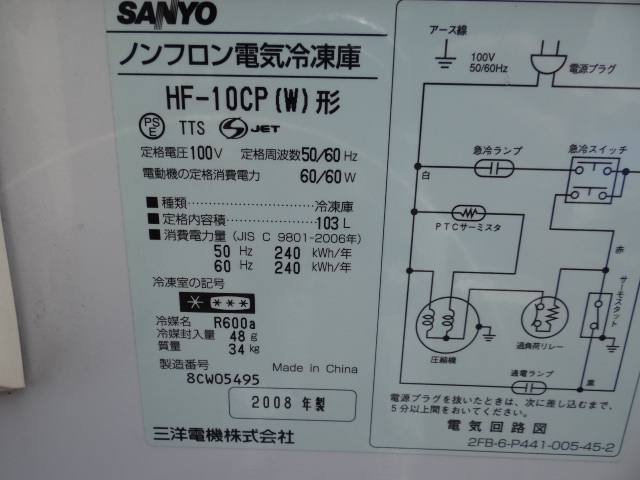 SANYO
ノンフロン電気冷凍庫
HF-10CP(W)形
PS E TTS S JET
定格電圧100V 定格周波数50/60Hz
電動機の定格消費電力 60/60W
■種類……………………冷凍庫
■定格内容積……………103L
■消費電力量(JIS C 9801-2006年)
50 Hz 240 kWh/年
60 Hz 240 kWh/年
冷凍室の記号
* ***
冷媒名 R600a
冷媒封入量 48g
質量 34kg
製造番号 Made in China
8CW05495
2008年製
三洋電機株式会社
アース線
100V
50/60Hz
電源プラグ
急冷ランプ
急冷スイッチ
白
PTCサーミスタ
赤
サーモスタット
圧縮機
過負荷リレー
通電ランプ
黒
電源プラグを抜いたときは、次に差し込むまで、
5分以上間をおいてください。
電気回路図
2FB-6-P441-005-45-2